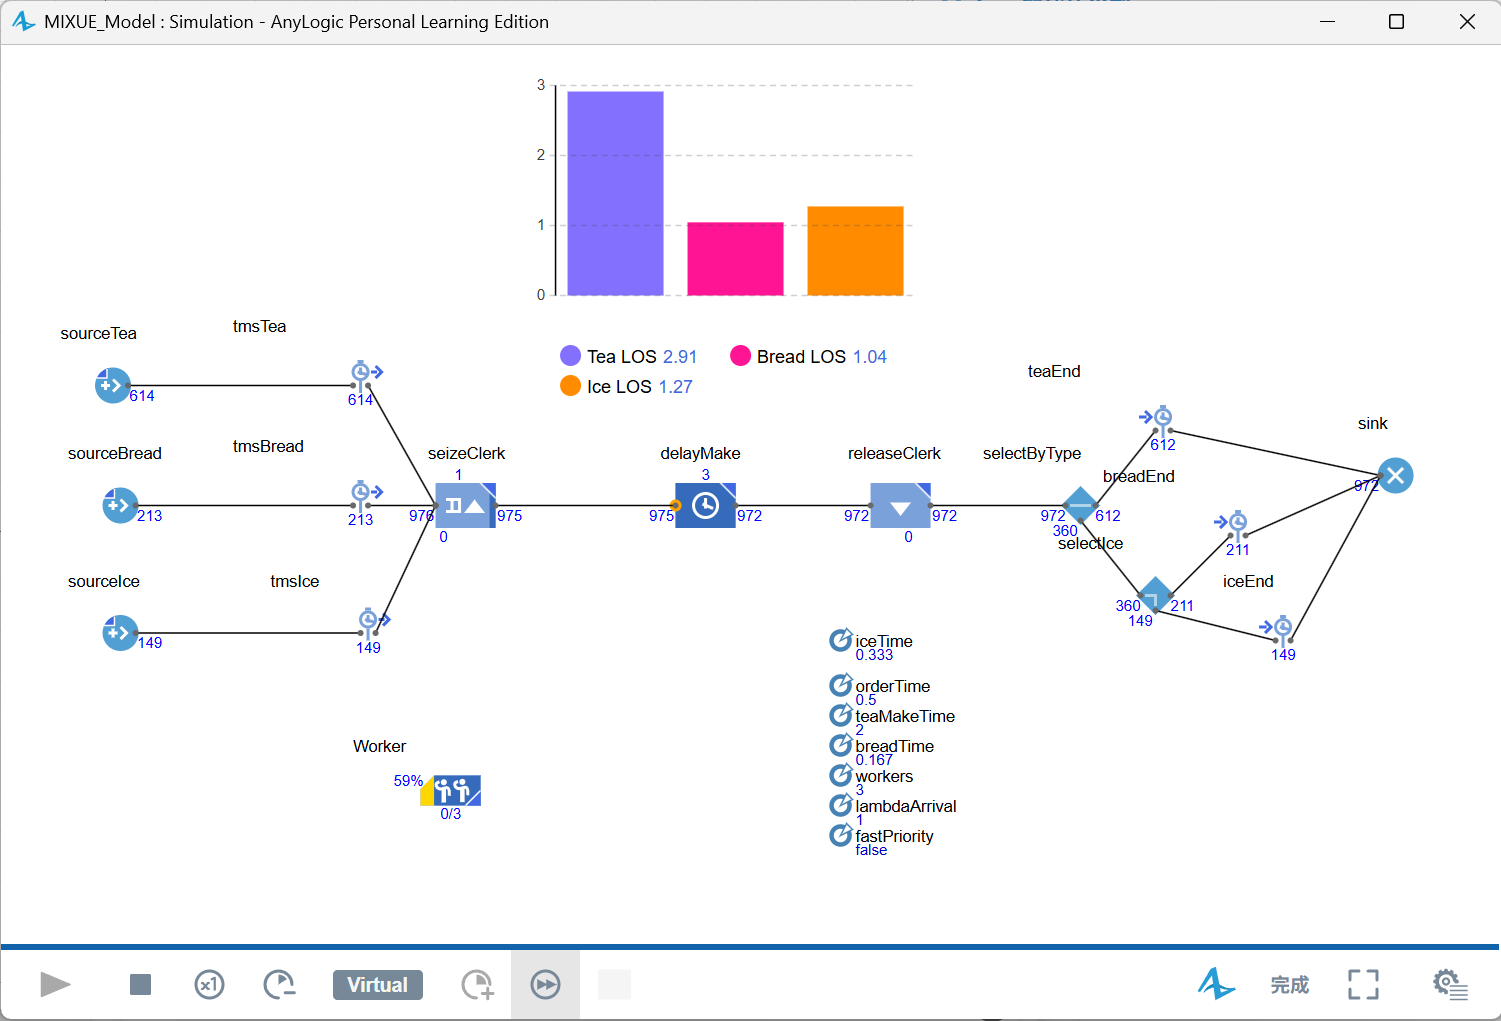 MIXUE_Model : Simulation - AnyLogic Personal Learning Edition
3
2
1
0
Tea LOS 2.91
Bread LOS 1.04
Ice LOS 1.27
sourceTea
614
tmsTea
614
sourceBread
213
tmsBread
213
sourceIce
149
tmsIce
149
seizeClerk
1
976
975
0
delayMake
3
975
972
releaseClerk
972
972
0
selectByType
972
612
360
teaEnd
612
breadEnd
211
selectIce
360
211
149
iceEnd
149
sink
972
Worker
59%
0/3
iceTime
0.333
orderTime
0.5
teaMakeTime
2
breadTime
0.167
workers
3
lambdaArrival
1
fastPriority
false
x1
Virtual
完成